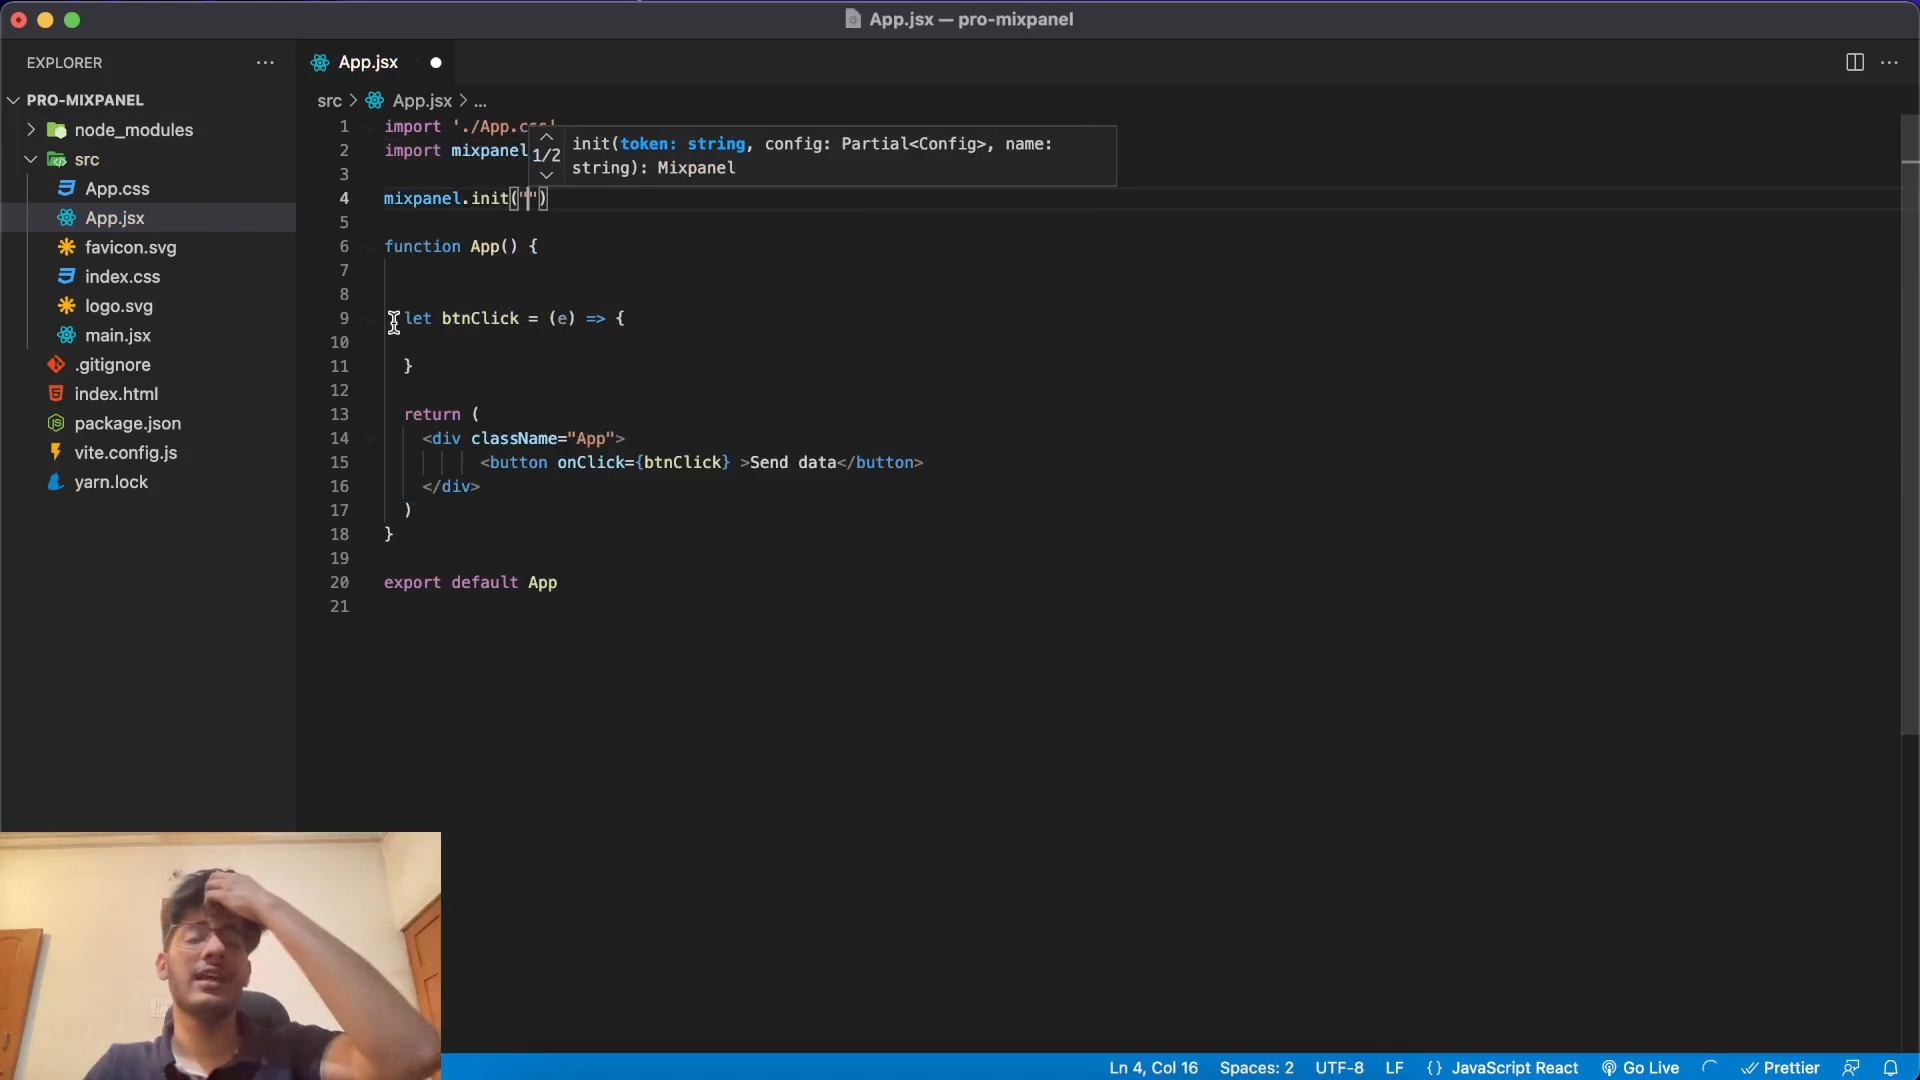 App.jsx — pro-mixpanel
EXPLORER
App.jsx
PRO-MIXPANEL
node_modules
src
App.css
App.jsx
favicon.svg
index.css
logo.svg
main.jsx
.gitignore
index.html
package.json
vite.config.js
yarn.lock
src > App.jsx > ...
1 import './App.css'
2 import mixpanel
1/2 init(token: string, config: Partial<Config>, name:
string): Mixpanel
3
4 mixpanel.init("")
5
6 function App() {
7
8
9 let btnClick = (e) => {
10
11 }
12
13 return (
14 <div className="App">
15 <button onClick={btnClick} >Send data</button>
16 </div>
17 )
18 }
19
20 export default App
21
Ln 4, Col 16 Spaces: 2 UTF-8 LF {} JavaScript React Go Live Prettier